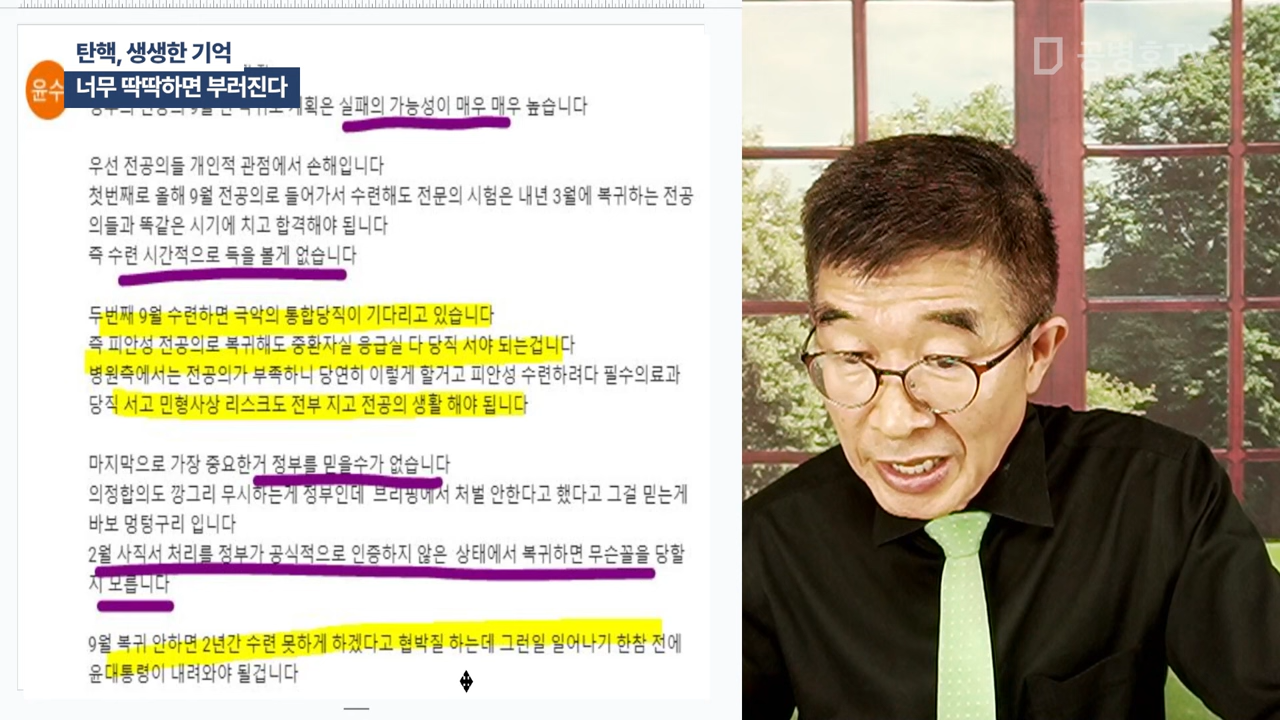 탄핵, 생생한 기억
너무 딱딱하면 부러진다
윤수
실패의 가능성이 매우 매우 높습니다
우선 전공의들 개인적 관점에서 손해입니다
첫번째로 올해 9월 전공의로 들어가서 수련해도 전문의 시험은 내년 3월에 복귀하는 전공
의들과 똑같은 시기에 치고 합격해야 됩니다
즉 수련 시간적으로 득을 볼게 없습니다
두번째 9월 수련하면 극악의 통합당직이 기다리고 있습니다
즉 피안성 전공의로 복귀해도 중환자실 응급실 다 당직 서야 되는겁니다
병원측에서는 전공의가 부족하니 당연히 이렇게 할거고 피안성 수련하려다 필수의료과
당직 서고 민형사상 리스크도 전부 지고 전공의 생활 해야 됩니다
마지막으로 가장 중요한거 정부를 믿을수가 없습니다
의정합의도 깡그리 무시하는게 정부인데 브리핑에서 처벌 안한다고 했다고 그걸 믿는게
바보 멍텅구리 입니다
2월 사직서 처리를 정부가 공식적으로 인증하지 않은 상태에서 복귀하면 무슨꼴을 당할
지 모릅니다
9월 복귀 안하면 2년간 수련 못하게 하겠다고 협박질 하는데 그런일 일어나기 한참 전에
윤대통령이 내려와야 될겁니다